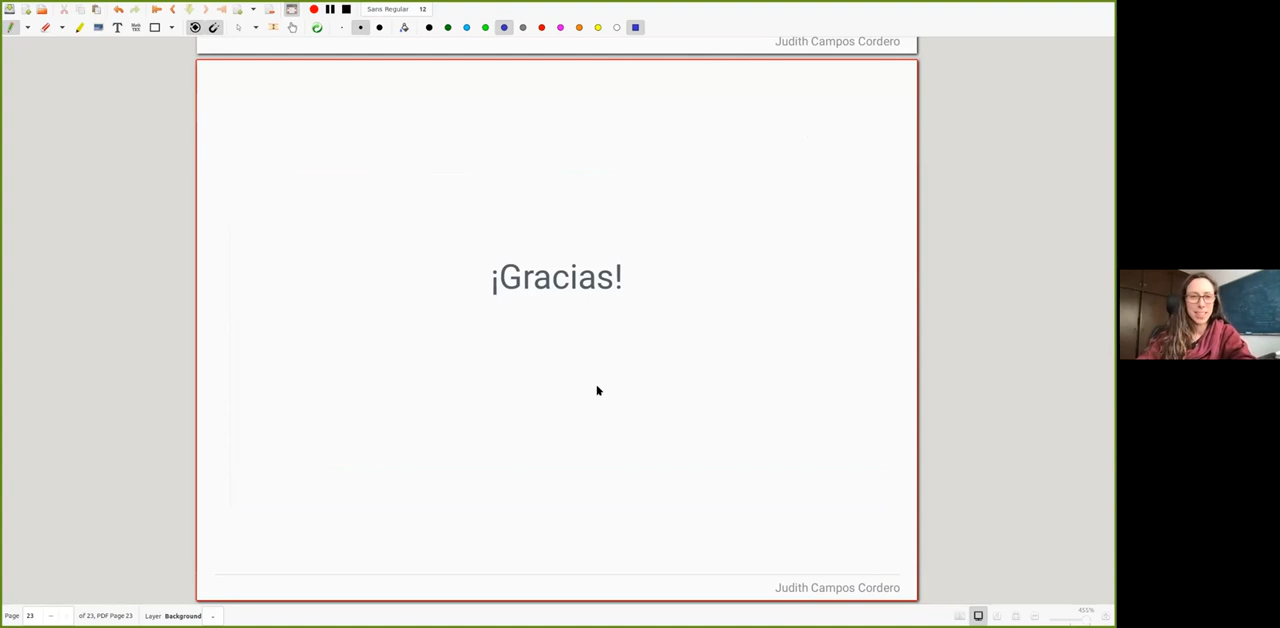 Sans Regular 12
Judith Campos Cordero
¡Gracias!
Judith Campos Cordero
Page 23 of 23, PDF Page 23 Layer Background
455%